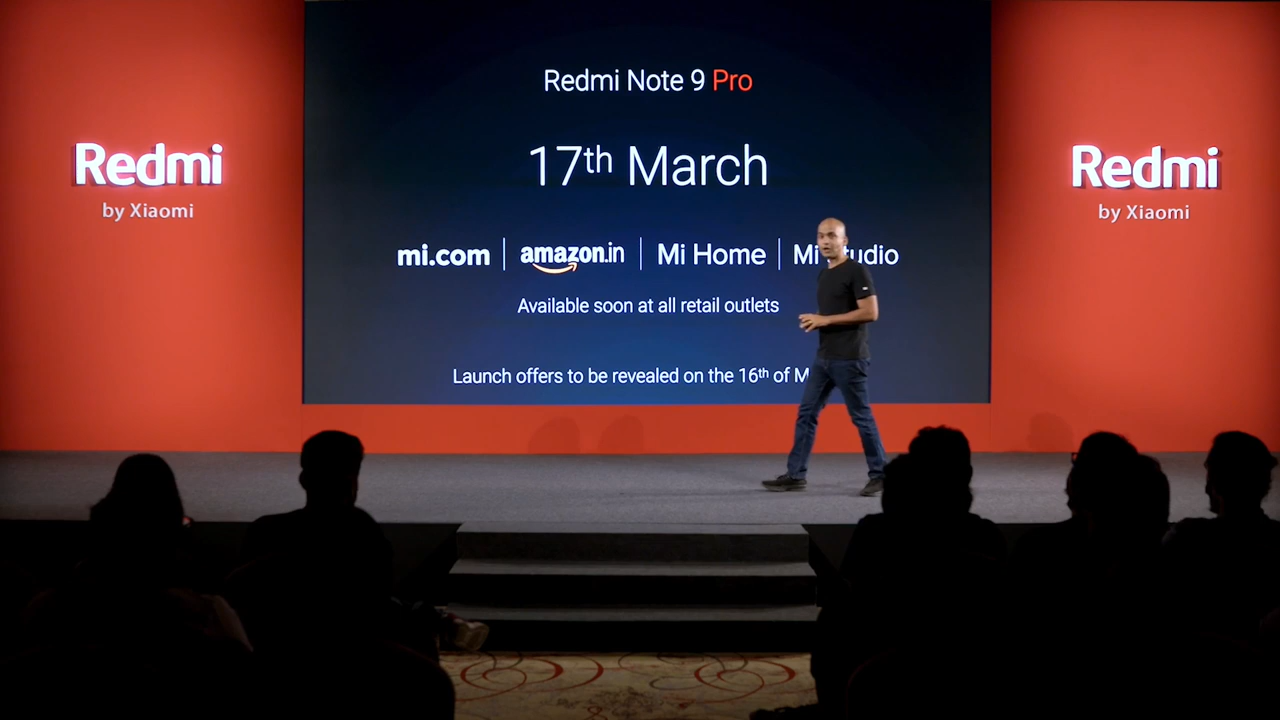 Redmi Note 9 Pro
17th March
Redmi
by Xiaomi
Redmi
by Xiaomi
mi.com | amazon.in | Mi Home | Mi
Available soon at all retail outlets
Launch offers to be revealed on the 16th of